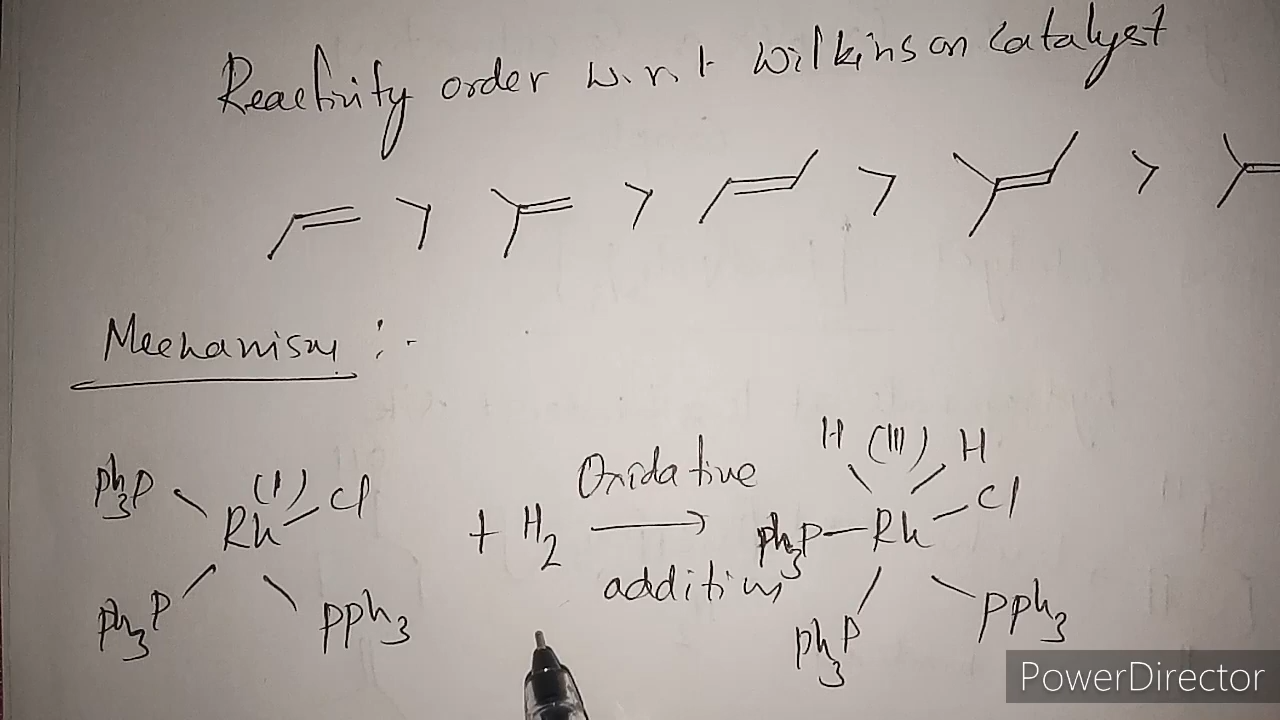 Reactivity order w.r.t Wilkinson Catalyst
> > > >
Mechanism :-
Ph3P (I) Cl Rh Ph3P PPh3 + H2 Oxidative addition H (III) H Cl Ph3P Rh Ph3P PPh3
PowerDirector